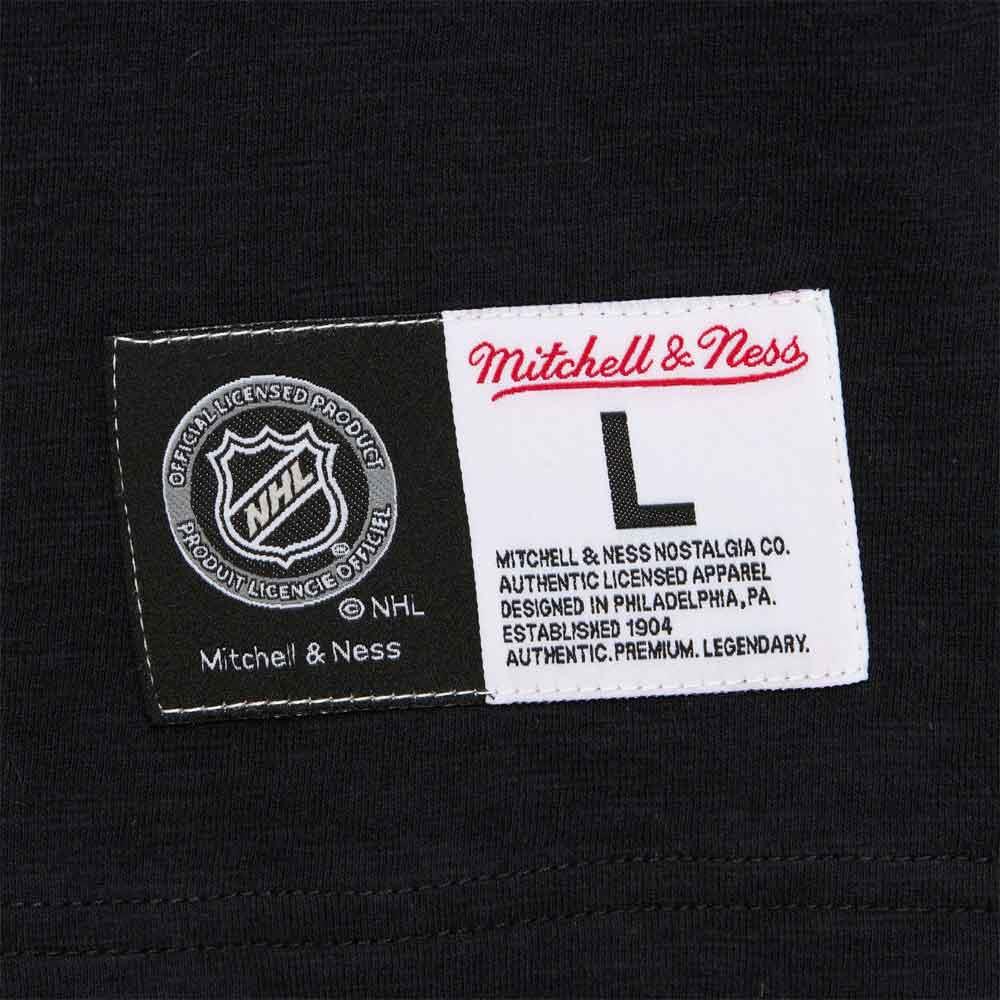 OFFICIAL LICENSED PRODUCT
NHL
PRODUIT LICENCIE OFFICIEL
© NHL
Mitchell & Ness
Mitchell & Ness
L
MITCHELL & NESS NOSTALGIA CO.
AUTHENTIC LICENSED APPAREL
DESIGNED IN PHILADELPHIA, PA.
ESTABLISHED 1904
AUTHENTIC. PREMIUM. LEGENDARY.